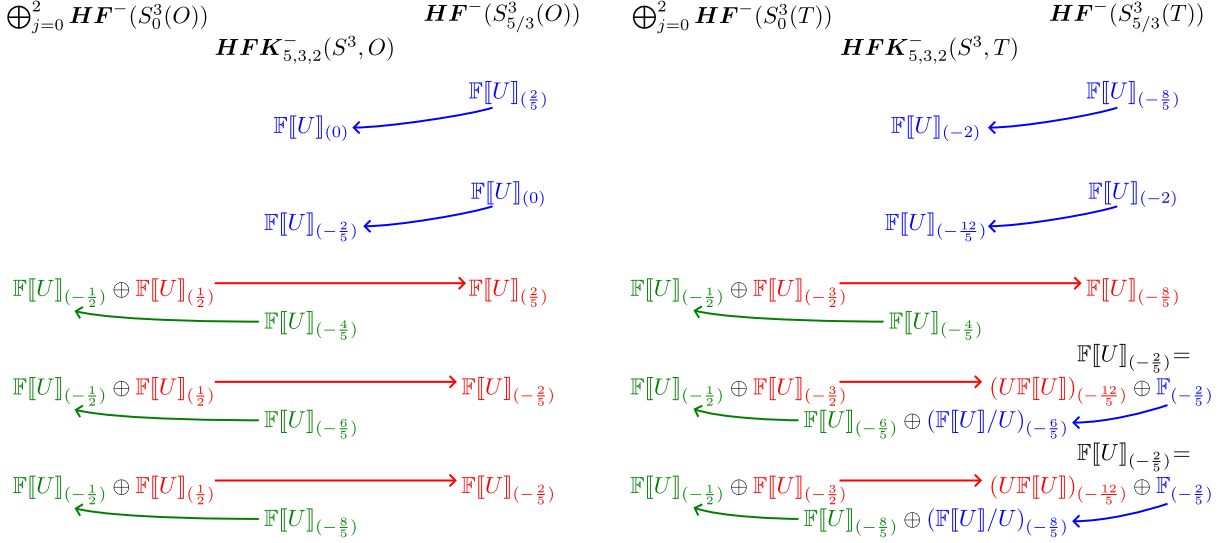 ⨁_{j=0}^{2} HF^−(S^3_0(O))    HF^−(S^3_{5/3}(O))    ⨁_{j=0}^{2} HF^−(S^3_0(T))    HF^−(S^3_{5/3}(T))
HFK^−_{5,3,2}(S^3, O)    HFK^−_{5,3,2}(S^3, T)
𝔽⟦U⟧_{(2/5)}    𝔽⟦U⟧_{(−8/5)}
𝔽⟦U⟧_{(0)}    𝔽⟦U⟧_{(−2)}
𝔽⟦U⟧_{(0)}    𝔽⟦U⟧_{(−2)}
𝔽⟦U⟧_{(−2/5)}    𝔽⟦U⟧_{(−12/5)}
𝔽⟦U⟧_{(−1/2)} ⊕ 𝔽⟦U⟧_{(1/2)}    𝔽⟦U⟧_{(2/5)}    𝔽⟦U⟧_{(−1/2)} ⊕ 𝔽⟦U⟧_{(−3/2)}    𝔽⟦U⟧_{(−8/5)}
𝔽⟦U⟧_{(−4/5)}    𝔽⟦U⟧_{(−4/5)}
𝔽⟦U⟧_{(−2/5)}=
𝔽⟦U⟧_{(−1/2)} ⊕ 𝔽⟦U⟧_{(1/2)}    𝔽⟦U⟧_{(−2/5)}    𝔽⟦U⟧_{(−1/2)} ⊕ 𝔽⟦U⟧_{(−3/2)}    (U𝔽⟦U⟧)_{(−12/5)} ⊕ 𝔽_{(−2/5)}
𝔽⟦U⟧_{(−6/5)}    𝔽⟦U⟧_{(−6/5)} ⊕ (𝔽⟦U⟧/U)_{(−6/5)}
𝔽⟦U⟧_{(−2/5)}=
𝔽⟦U⟧_{(−1/2)} ⊕ 𝔽⟦U⟧_{(1/2)}    𝔽⟦U⟧_{(−2/5)}    𝔽⟦U⟧_{(−1/2)} ⊕ 𝔽⟦U⟧_{(−3/2)}    (U𝔽⟦U⟧)_{(−12/5)} ⊕ 𝔽_{(−2/5)}
𝔽⟦U⟧_{(−8/5)}    𝔽⟦U⟧_{(−8/5)} ⊕ (𝔽⟦U⟧/U)_{(−8/5)}